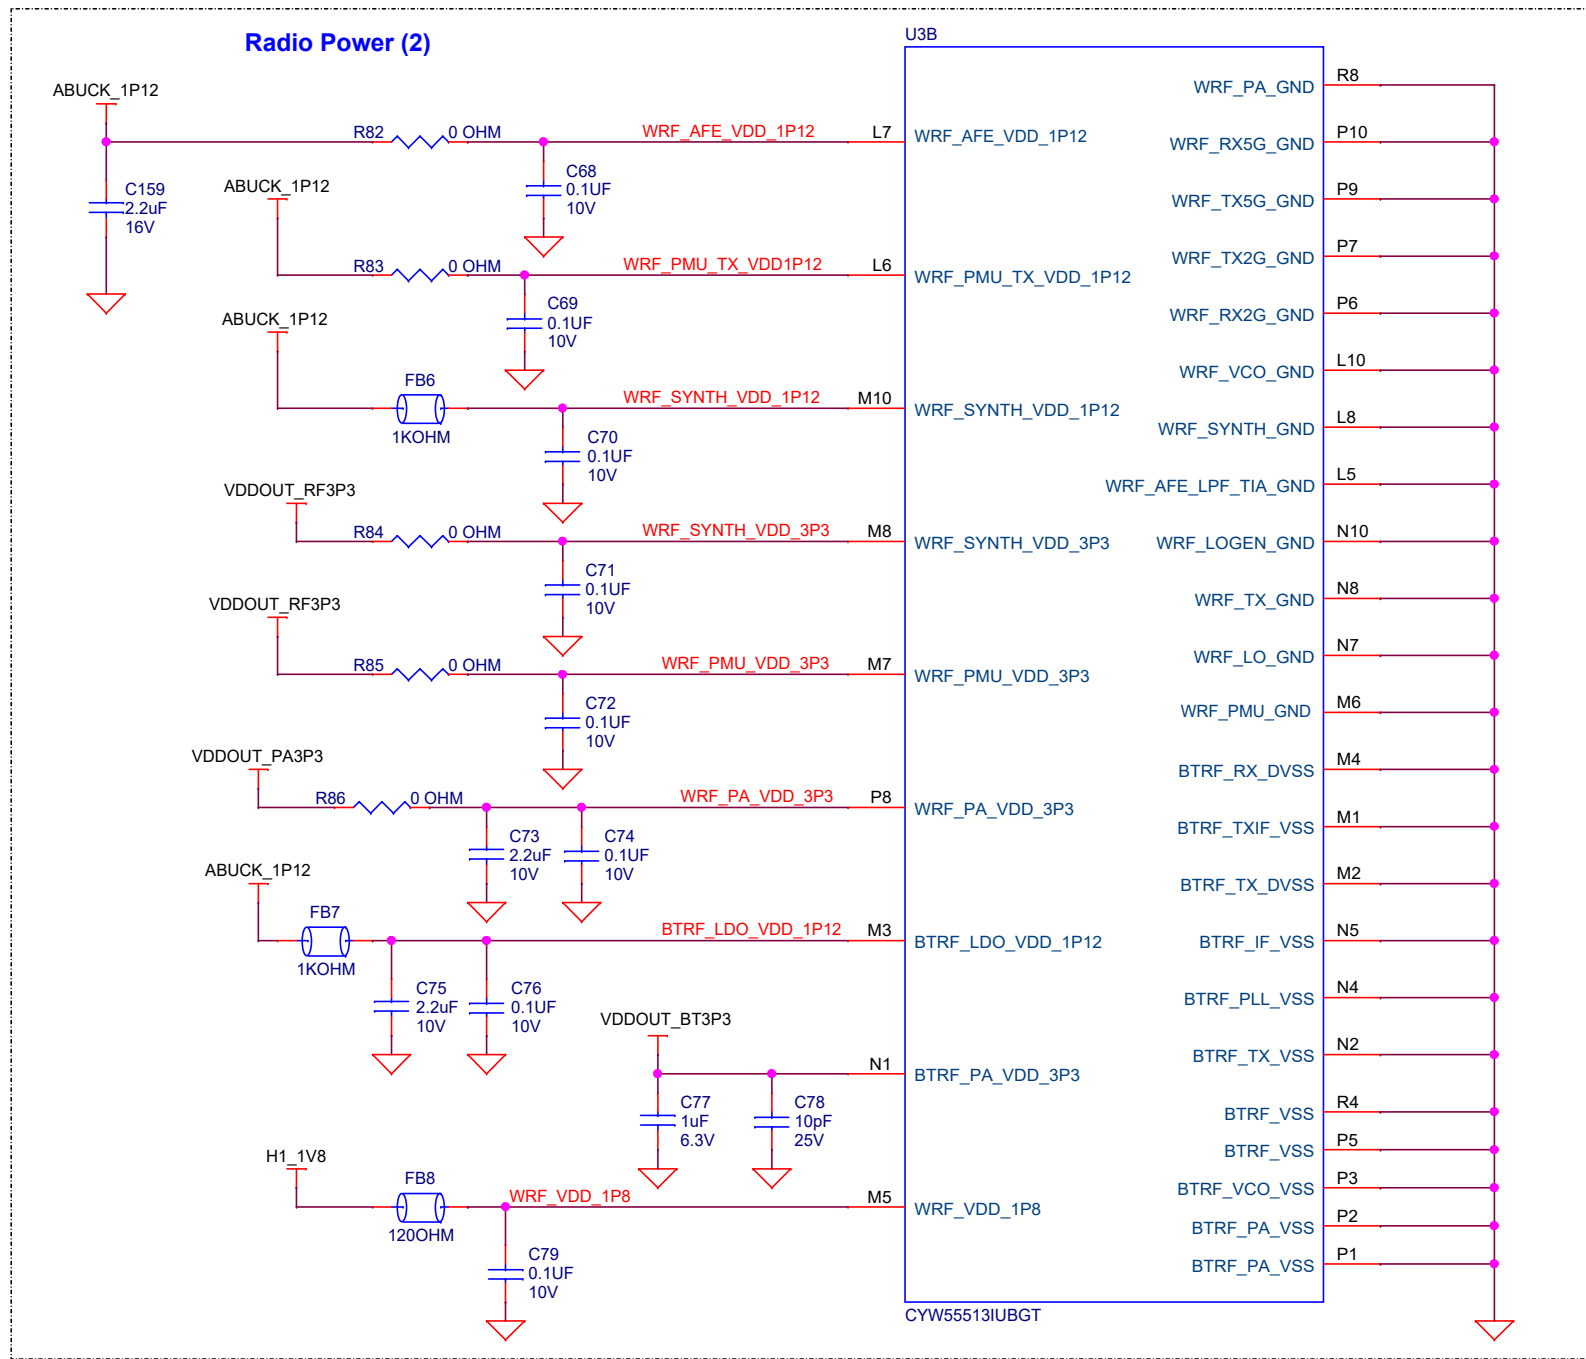 Radio Power (2)
U3B
ABUCK_1P12
R82
0 OHM
WRF_AFE_VDD_1P12
L7
WRF_AFE_VDD_1P12
C159
2.2uF
16V
C68
0.1UF
10V
ABUCK_1P12
R83
0 OHM
WRF_PMU_TX_VDD1P12
L6
WRF_PMU_TX_VDD_1P12
C69
0.1UF
10V
ABUCK_1P12
FB6
1KOHM
WRF_SYNTH_VDD_1P12
M10
WRF_SYNTH_VDD_1P12
C70
0.1UF
10V
VDDOUT_RF3P3
R84
0 OHM
WRF_SYNTH_VDD_3P3
M8
WRF_SYNTH_VDD_3P3
C71
0.1UF
10V
VDDOUT_RF3P3
R85
0 OHM
WRF_PMU_VDD_3P3
M7
WRF_PMU_VDD_3P3
C72
0.1UF
10V
VDDOUT_PA3P3
R86
0 OHM
WRF_PA_VDD_3P3
P8
WRF_PA_VDD_3P3
C73
2.2uF
10V
C74
0.1UF
10V
ABUCK_1P12
FB7
1KOHM
BTRF_LDO_VDD_1P12
M3
BTRF_LDO_VDD_1P12
C75
2.2uF
10V
C76
0.1UF
10V
VDDOUT_BT3P3
N1
BTRF_PA_VDD_3P3
C77
1uF
6.3V
C78
10pF
25V
H1_1V8
FB8
120OHM
WRF_VDD_1P8
M5
WRF_VDD_1P8
C79
0.1UF
10V
WRF_PA_GND
R8
WRF_RX5G_GND
P10
WRF_TX5G_GND
P9
WRF_TX2G_GND
P7
WRF_RX2G_GND
P6
WRF_VCO_GND
L10
WRF_SYNTH_GND
L8
WRF_AFE_LPF_TIA_GND
L5
WRF_LOGEN_GND
N10
WRF_TX_GND
N8
WRF_LO_GND
N7
WRF_PMU_GND
M6
BTRF_RX_DVSS
M4
BTRF_TXIF_VSS
M1
BTRF_TX_DVSS
M2
BTRF_IF_VSS
N5
BTRF_PLL_VSS
N4
BTRF_TX_VSS
N2
BTRF_VSS
R4
BTRF_VSS
P5
BTRF_VCO_VSS
P3
BTRF_PA_VSS
P2
BTRF_PA_VSS
P1
CYW55513IUBGT